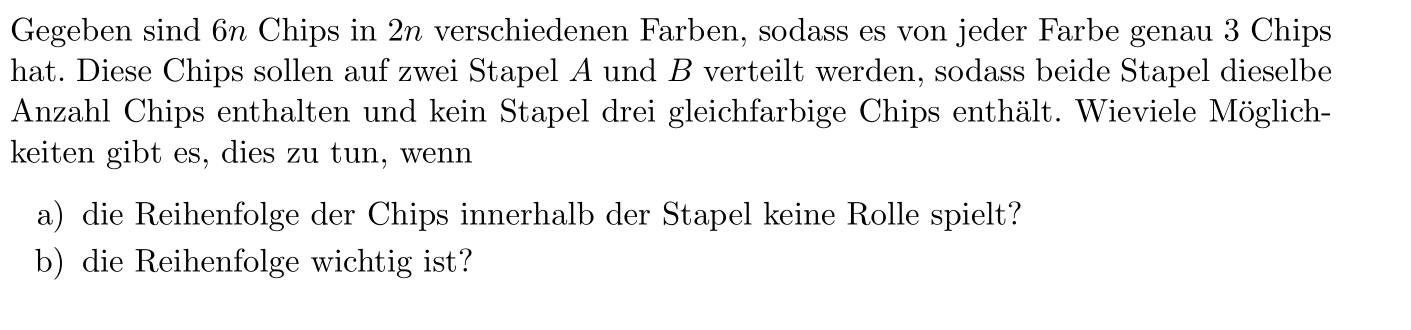 Gegeben sind 6n Chips in 2n verschiedenen Farben, sodass es von jeder Farbe genau 3 Chips
hat. Diese Chips sollen auf zwei Stapel A und B verteilt werden, sodass beide Stapel dieselbe
Anzahl Chips enthalten und kein Stapel drei gleichfarbige Chips enthält. Wieviele Möglich-
keiten gibt es, dies zu tun, wenn
a) die Reihenfolge der Chips innerhalb der Stapel keine Rolle spielt?
b) die Reihenfolge wichtig ist?